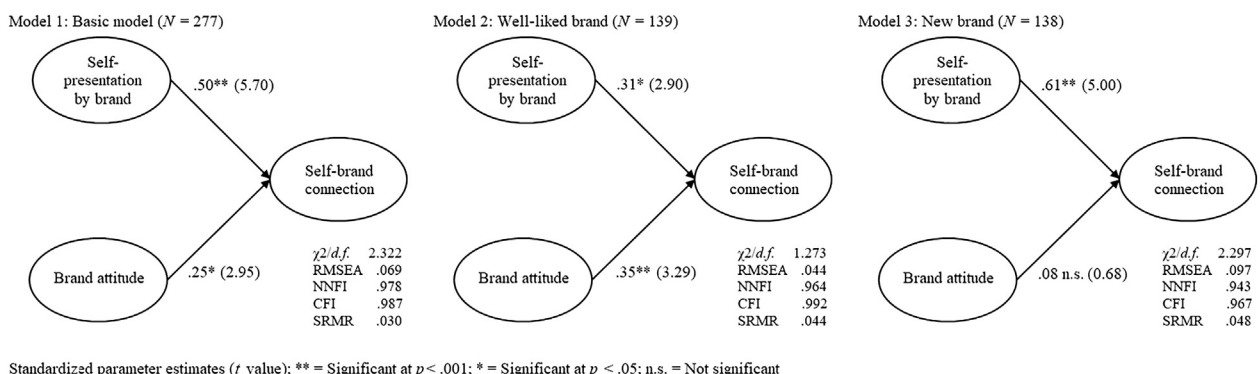 Model 1: Basic model (N = 277)
Self-
presentation
by brand
.50** (5.70)
Self-brand
connection
Brand attitude
.25* (2.95)
χ2/d.f. 2.322
RMSEA .069
NNFI .978
CFI .987
SRMR .030
Model 2: Well-liked brand (N = 139)
Self-
presentation
by brand
.31* (2.90)
Self-brand
connection
Brand attitude
.35** (3.29)
χ2/d.f. 1.273
RMSEA .044
NNFI .964
CFI .992
SRMR .044
Model 3: New brand (N = 138)
Self-
presentation
by brand
.61** (5.00)
Self-brand
connection
Brand attitude
.08 n.s. (0.68)
χ2/d.f. 2.297
RMSEA .097
NNFI .943
CFI .967
SRMR .048
Standardized parameter estimates (t value); ** = Significant at p < .001; * = Significant at p < .05; n.s. = Not significant